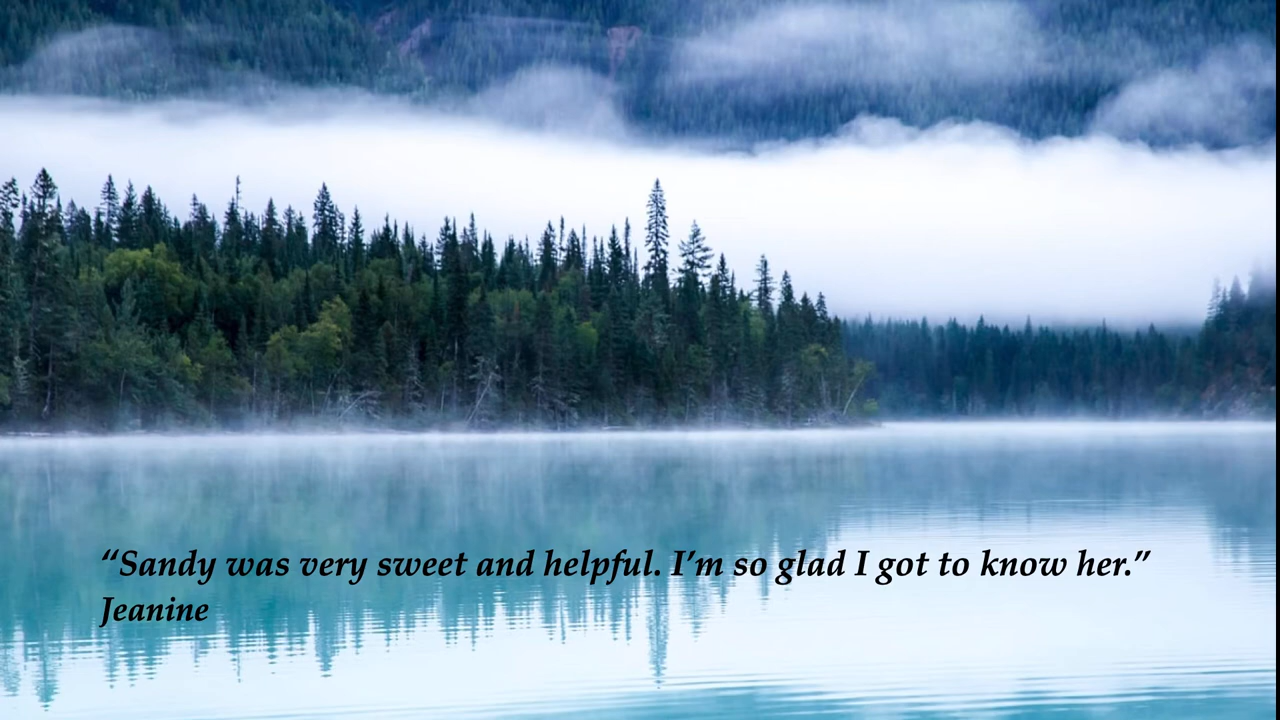 “Sandy was very sweet and helpful. I’m so glad I got to know her.”
Jeanine